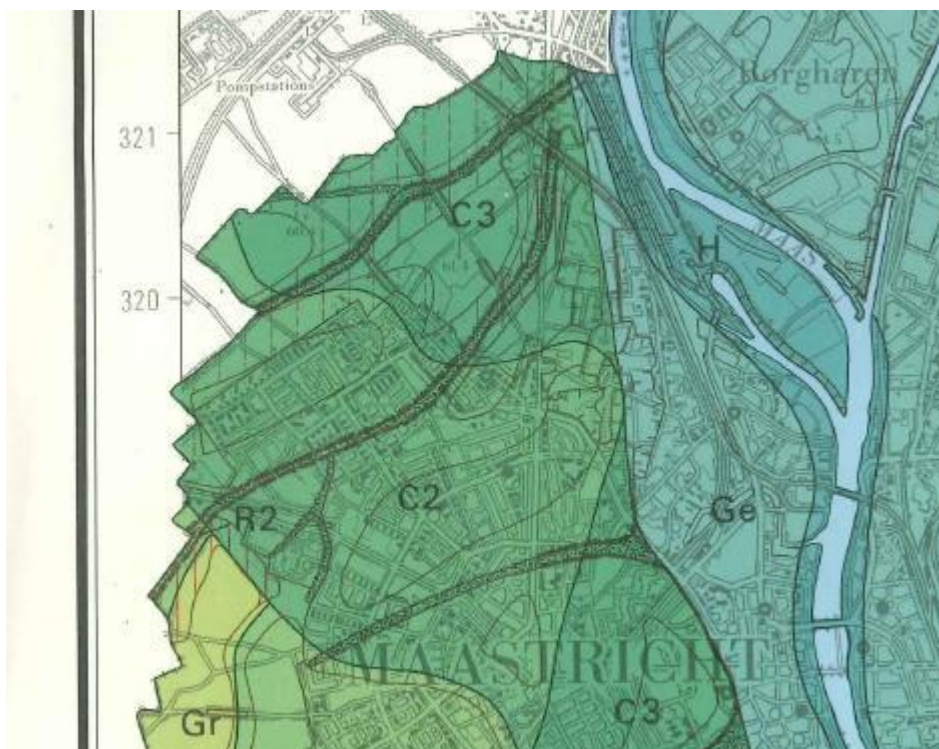 Pompstations
Borgharen
321
C3
MAAS
H
320
C2
R2
Ge
MAASTRICHT
C3
Gr